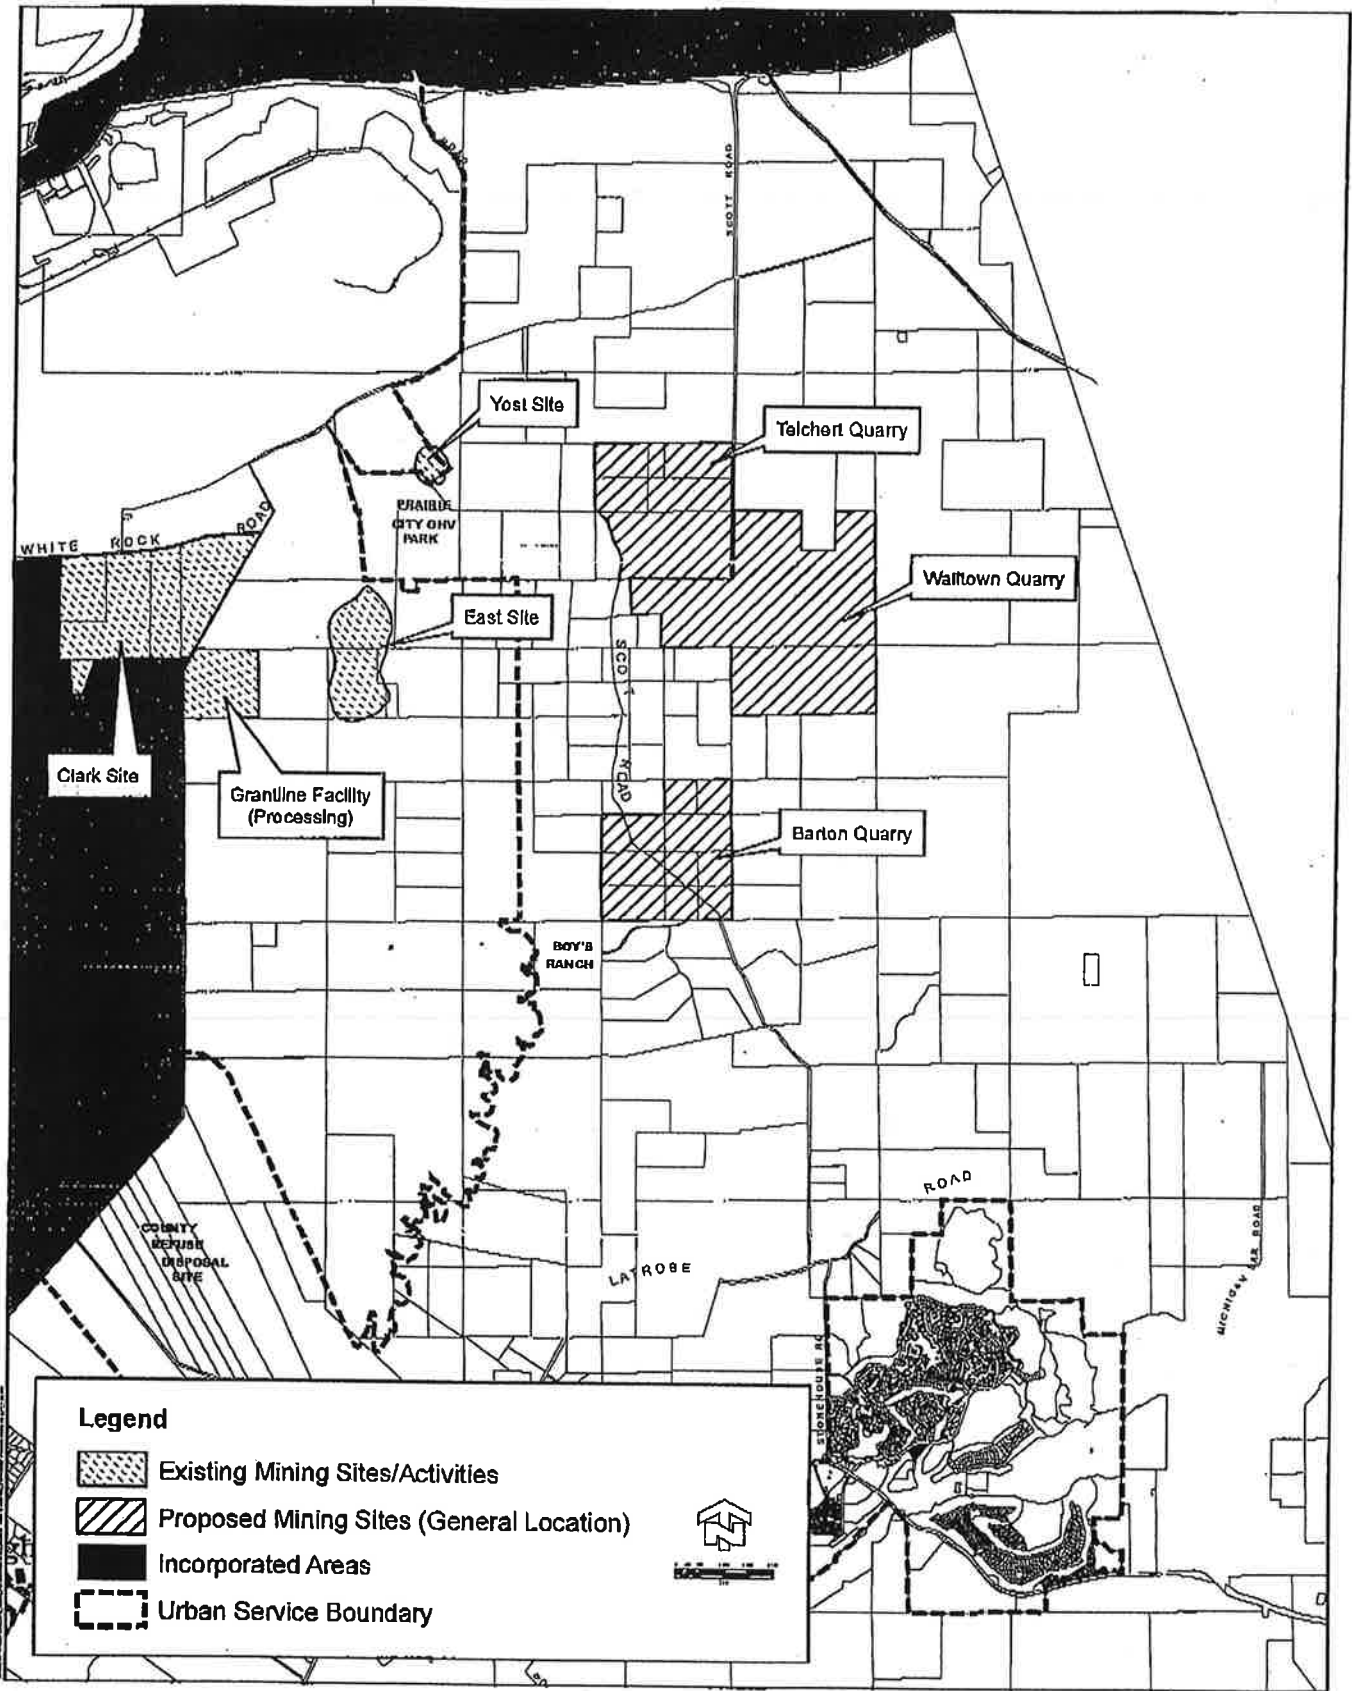 SCOTT ROAD
Yost Site
Teichert Quarry
PRAIRIE
CITY OHV
PARK
WHITE ROCK ROAD
Walltown Quarry
East Site
ROAD
Clark Site
Grantline Facility
(Processing)
Barton Quarry
BOY'S
RANCH
ROAD
COUNTY
REFUSE
DISPOSAL
SITE
LATROBE
MICHIGAN BAR ROAD
STONEHOUSE RD
Legend
Existing Mining Sites/Activities
Proposed Mining Sites (General Location)
Incorporated Areas
Urban Service Boundary
N